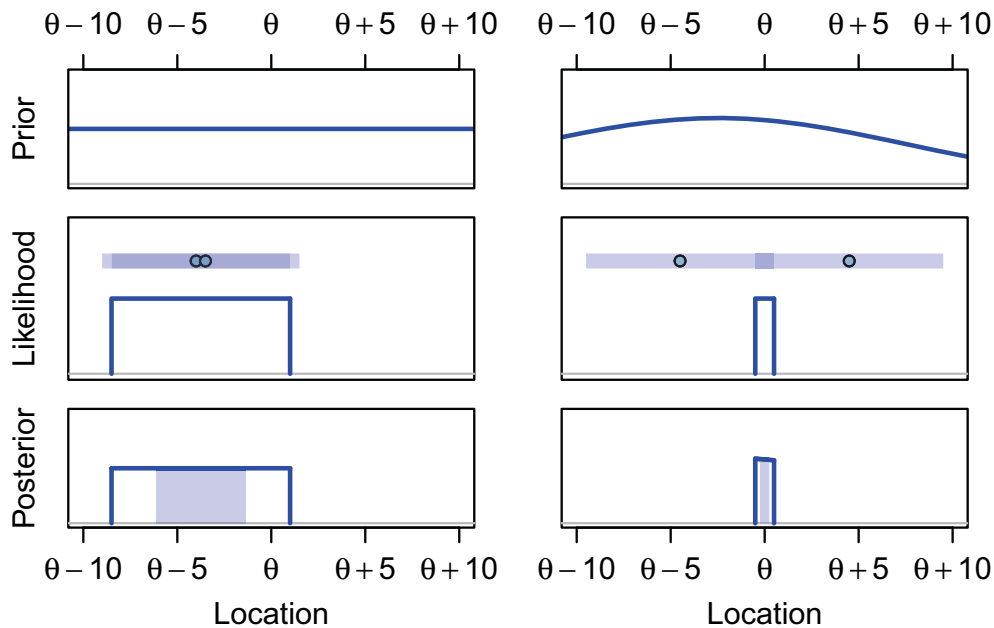 θ − 10 θ − 5 θ θ + 5 θ + 10 θ − 10 θ − 5 θ θ + 5 θ + 10
Prior
Likelihood
Posterior
θ − 10 θ − 5 θ θ + 5 θ + 10 θ − 10 θ − 5 θ θ + 5 θ + 10
Location Location